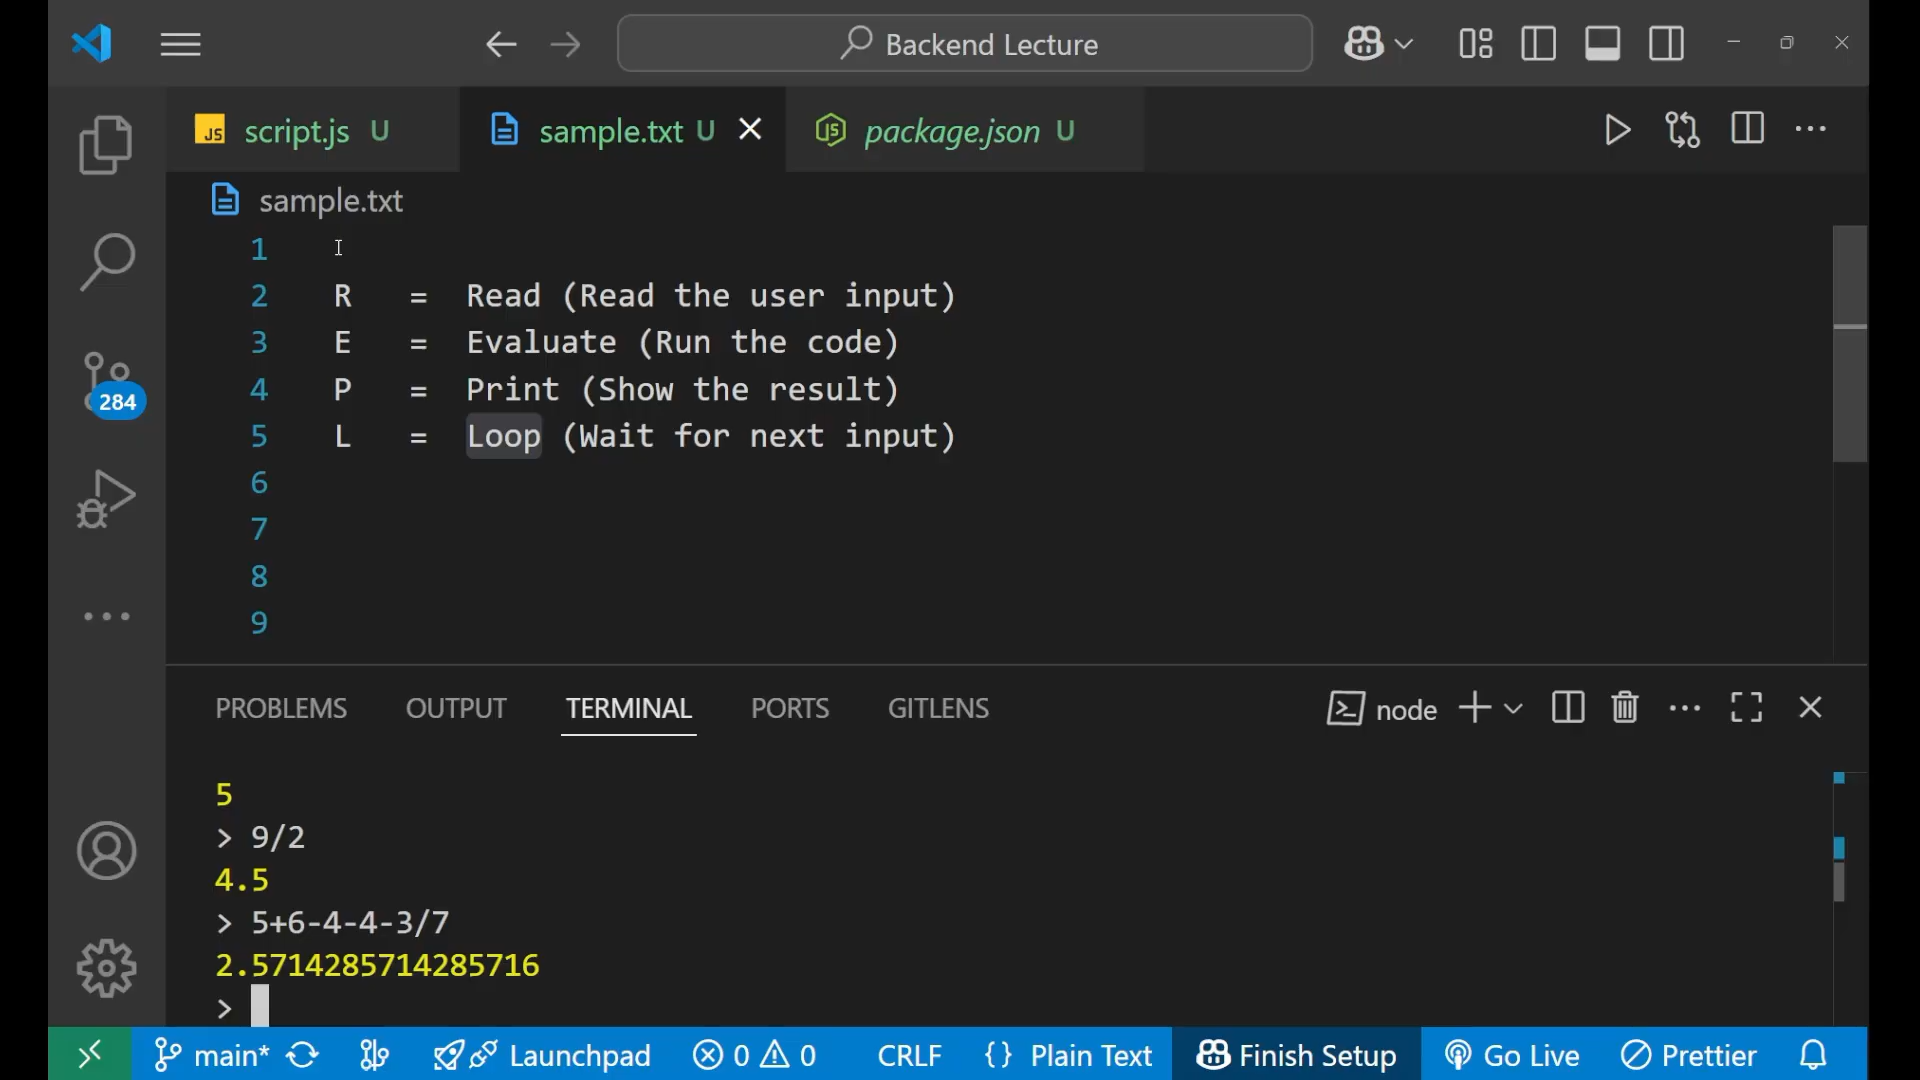 Backend Lecture
JS script.js U
sample.txt U
package.json U
sample.txt
1
2 R = Read (Read the user input)
3 E = Evaluate (Run the code)
4 P = Print (Show the result)
5 L = Loop (Wait for next input)
6
7
8
9
284
PROBLEMS OUTPUT TERMINAL PORTS GITLENS
node
5
> 9/2
4.5
> 5+6-4-4-3/7
2.5714285714285716
>
main* Launchpad 0 0 CRLF {} Plain Text Finish Setup Go Live Prettier